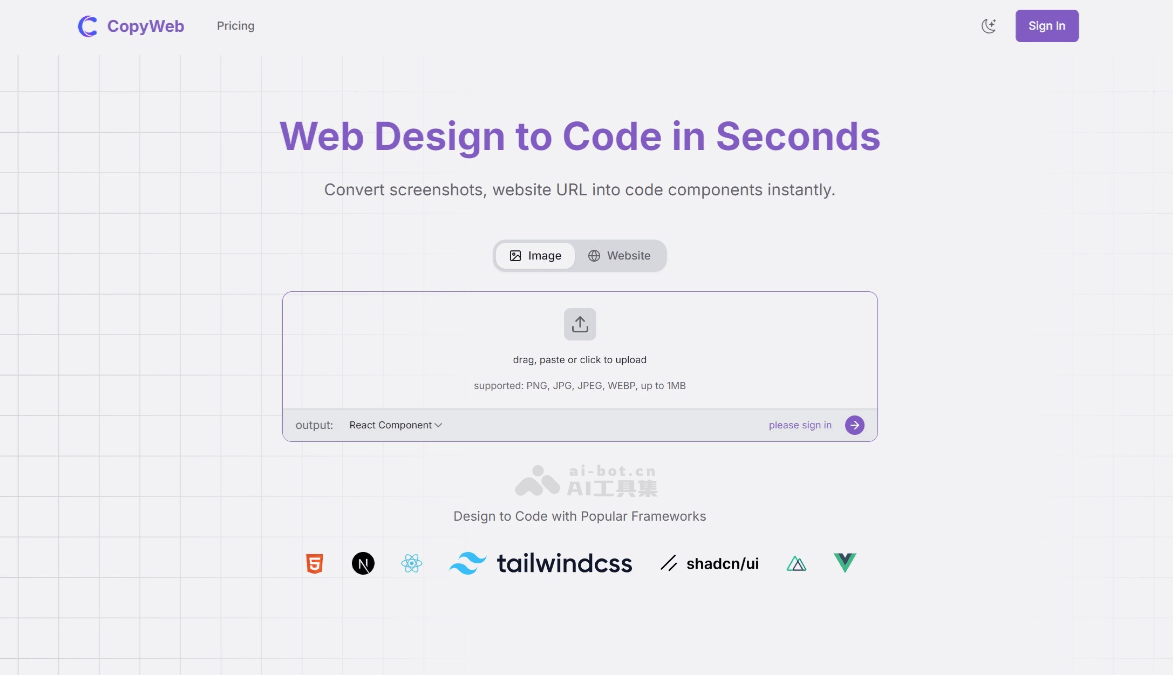 CopyWeb
Pricing
Sign In
Web Design to Code in Seconds
Convert screenshots, website URL into code components instantly.
Image
Website
drag, paste or click to upload
supported: PNG, JPG, JPEG, WEBP, up to 1MB
output:
React Component
please sign in
ai-bot.cn
AI工具集
Design to Code with Popular Frameworks
5
N
tailwindcss
shadcn/ui